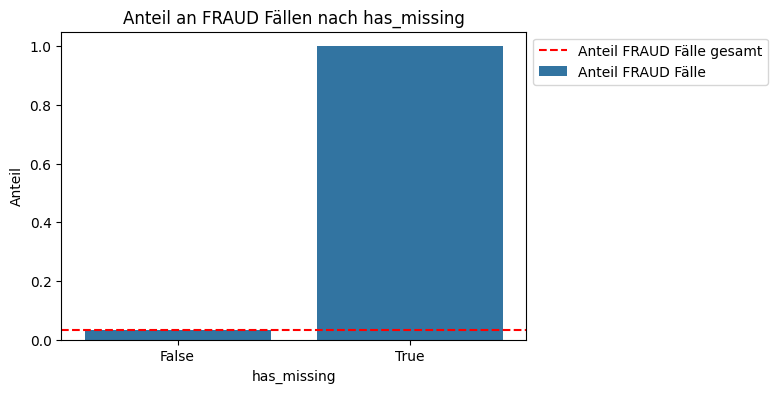 Anteil an FRAUD Fällen nach has_missing
Anteil FRAUD Fälle gesamt
Anteil FRAUD Fälle
Anteil
1.0
0.8
0.6
0.4
0.2
0.0
False
True
has_missing